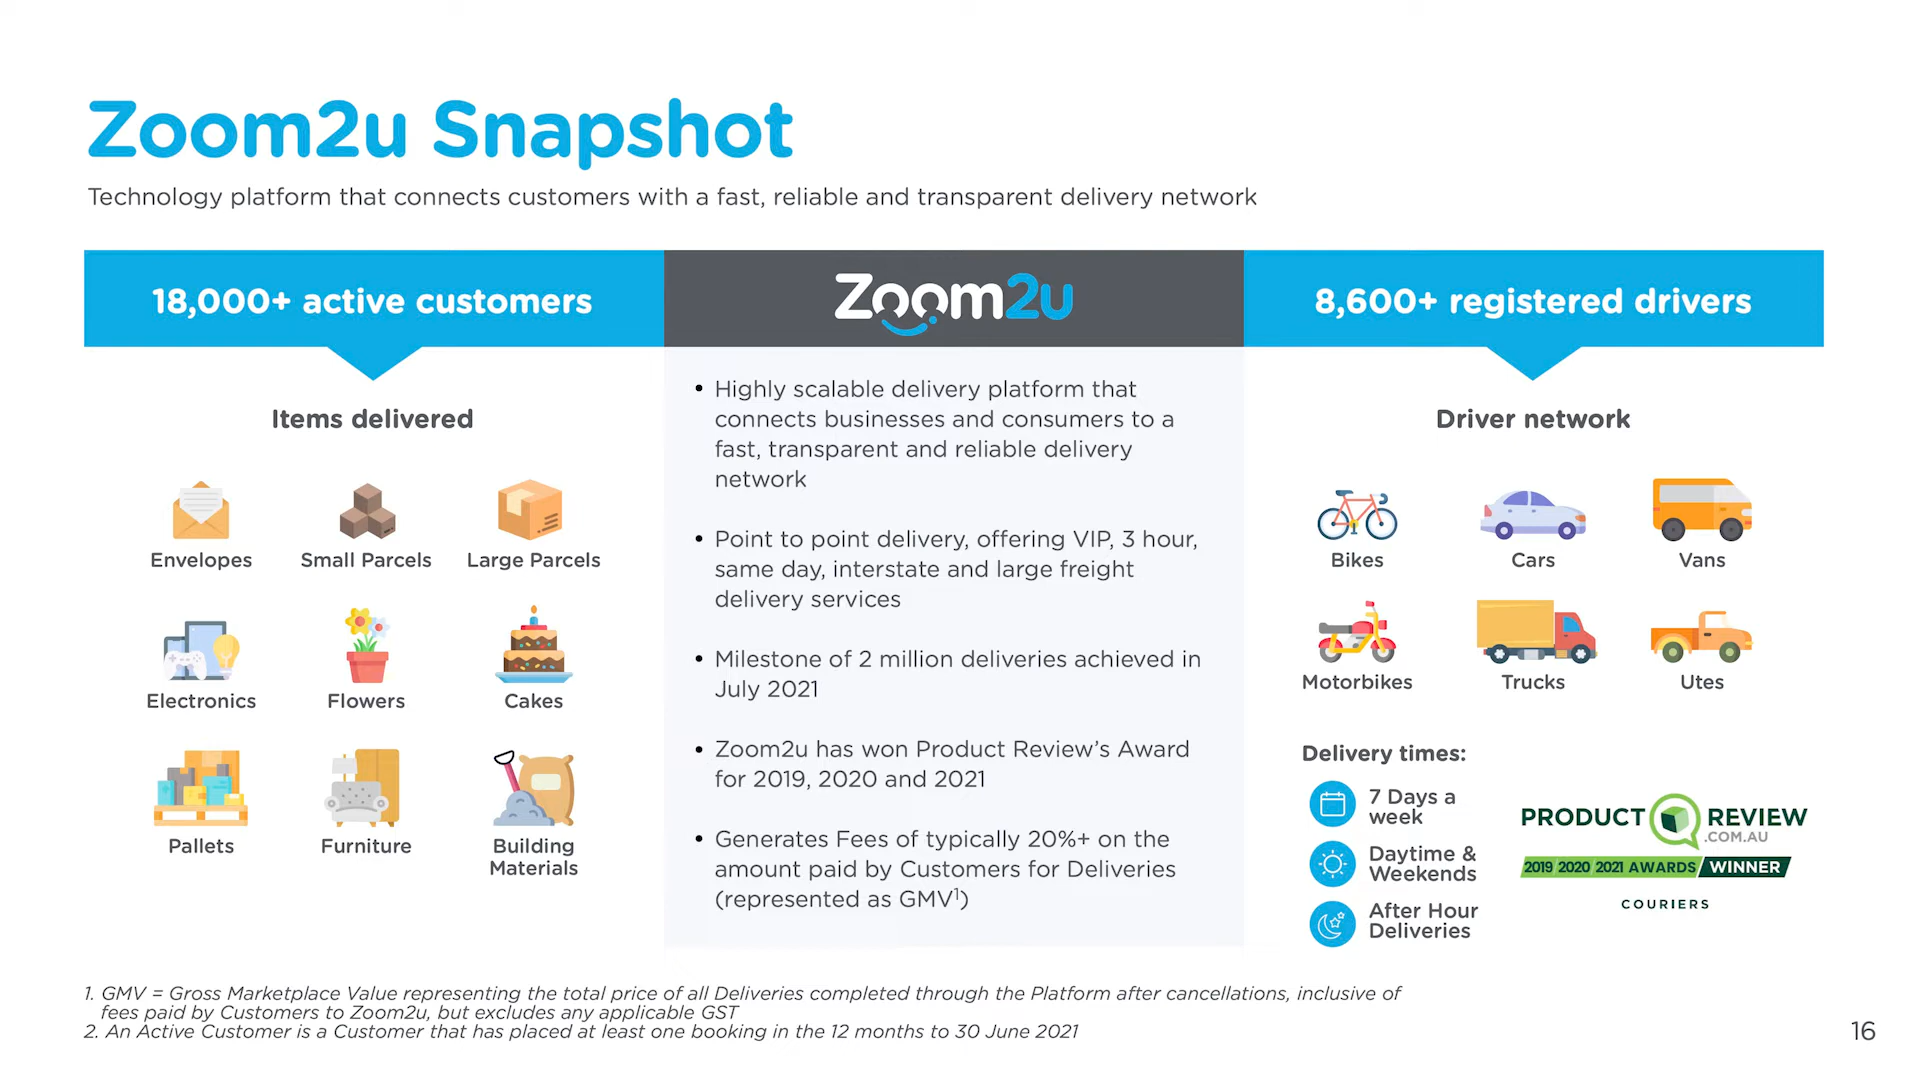 Zoom2u Snapshot
Technology platform that connects customers with a fast, reliable and transparent delivery network
18,000+ active customers
Items delivered
Envelopes
Small Parcels
Large Parcels
Electronics
Flowers
Cakes
Pallets
Furniture
Building
Materials
Zoom2u
• Highly scalable delivery platform that
connects businesses and consumers to a
fast, transparent and reliable delivery
network
• Point to point delivery, offering VIP, 3 hour,
same day, interstate and large freight
delivery services
• Milestone of 2 million deliveries achieved in
July 2021
• Zoom2u has won Product Review’s Award
for 2019, 2020 and 2021
• Generates Fees of typically 20%+ on the
amount paid by Customers for Deliveries
(represented as GMV¹)
8,600+ registered drivers
Driver network
Bikes
Cars
Vans
Motorbikes
Trucks
Utes
Delivery times:
7 Days a
week
Daytime &
Weekends
After Hour
Deliveries
PRODUCT REVIEW
.COM.AU
2019 2020 2021 AWARDS WINNER
COURIERS
1. GMV = Gross Marketplace Value representing the total price of all Deliveries completed through the Platform after cancellations, inclusive of
fees paid by Customers to Zoom2u, but excludes any applicable GST
2. An Active Customer is a Customer that has placed at least one booking in the 12 months to 30 June 2021
16